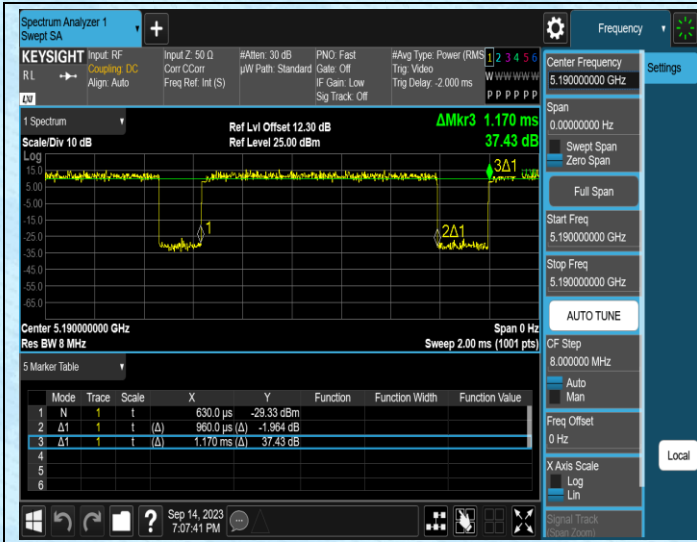 Spectrum Analyzer 1
Swept SA
Frequency
KEYSIGHT
RL
LXI
Input: RF
Coupling: DC
Align: Auto
Input Z: 50 Ω
Corr CCorr
Freq Ref: Int (S)
#Atten: 30 dB
µW Path: Standard
PNO: Fast
Gate: Off
IF Gain: Low
Sig Track: Off
#Avg Type: Power (RMS
Trig: Video
Trig Delay: -2.000 ms
1 2 3 4 5 6
W W W W W W
P P P P P P
Center Frequency
5.190000000 GHz
Settings
Span
0.00000000 Hz
Swept Span
Zero Span
Full Span
Start Freq
5.190000000 GHz
Stop Freq
5.190000000 GHz
AUTO TUNE
CF Step
8.000000 MHz
Auto
Man
Freq Offset
0 Hz
X Axis Scale
Log
Lin
Signal Track
(Span Zoom)
Local
1 Spectrum
Scale/Div 10 dB
Ref Lvl Offset 12.30 dB
Ref Level 25.00 dBm
ΔMkr3 1.170 ms
37.43 dB
Log
15.0
5.00
-5.00
-15.0
-25.0
-35.0
-45.0
-55.0
-65.0
1
2Δ1
3Δ1
Center 5.190000000 GHz
Span 0 Hz
Res BW 8 MHz
Sweep 2.00 ms (1001 pts)
5 Marker Table
Mode Trace Scale X Y Function Function Width Function Value
1 N 1 t 630.0 µs -29.33 dBm
2 Δ1 1 t (Δ) 960.0 µs (Δ) -1.964 dB
3 Δ1 1 t (Δ) 1.170 ms (Δ) 37.43 dB
4
5
6
?
Sep 14, 2023
7:07:41 PM